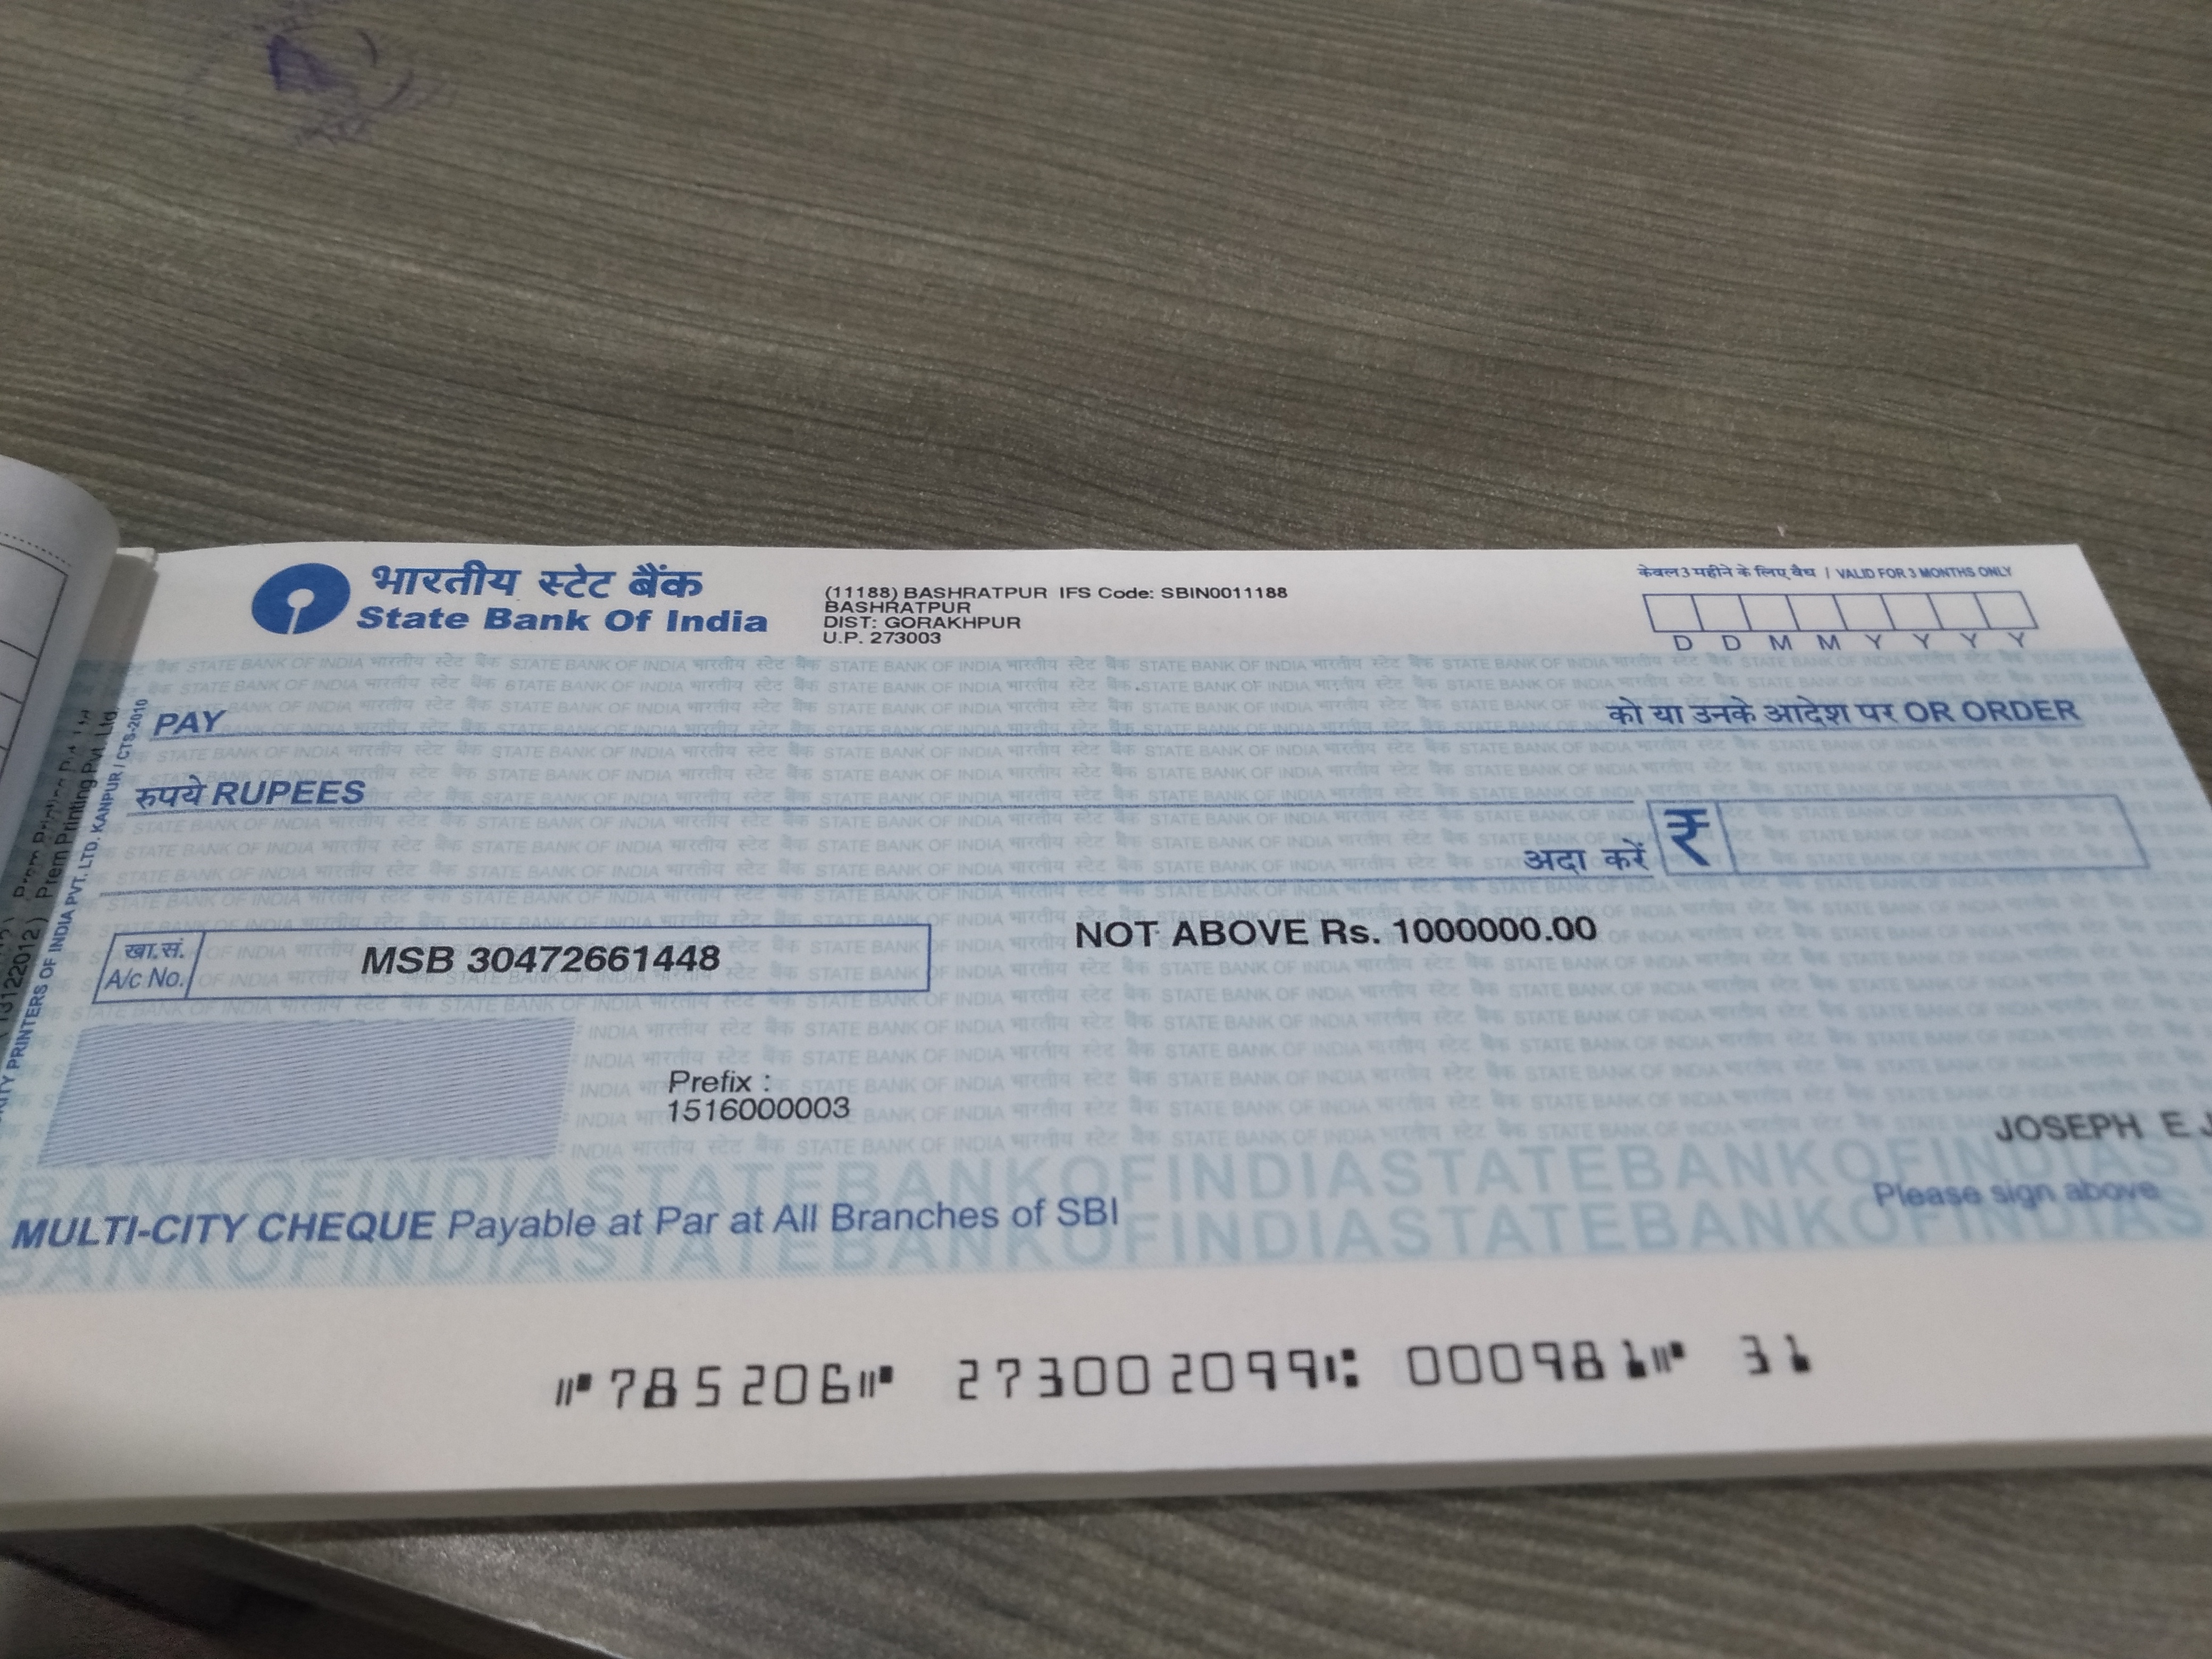 भारतीय स्टेट बैंक
State Bank Of India
(11188) BASHRATPUR IFS Code: SBIN0011188
BASHRATPUR
DIST: GORAKHPUR
U.P. 273003
केवल 3 महीने के लिए वैध / VALID FOR 3 MONTHS ONLY
D D M M Y Y Y Y
PAY
को या उनके आदेश पर OR ORDER
रुपये RUPEES
अदा करें ₹
खा.सं.
A/c No.
MSB 30472661448
NOT ABOVE Rs. 1000000.00
Prefix :
1516000003
JOSEPH E
Please sign above
MULTI-CITY CHEQUE Payable at Par at All Branches of SBI
BANKOFINDIASTATEBANKOFINDIASTATEBANKOFINDIAS
BANKOFINDIASTATEBANKOFINDIASTATEBANKOFINDIAS
⑈785206⑈ 273002099⑆ 000981⑈ 31
PRINTERS OF INDIA PVT. LTD. KANPUR / CTS-2010
Prem Printing Pvt. Ltd.